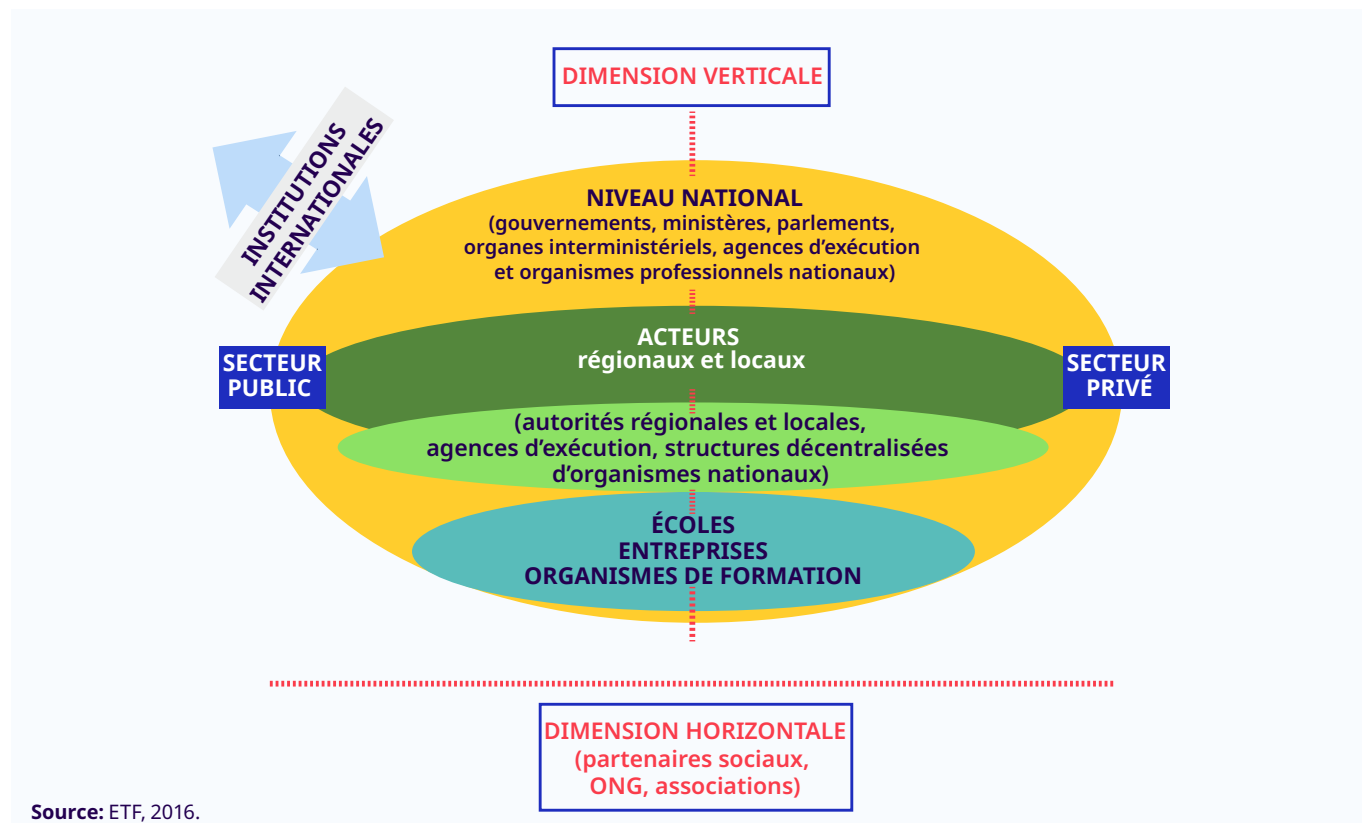 DIMENSION VERTICALE
INSTITUTIONS
INTERNATIONALES
NIVEAU NATIONAL
(gouvernements, ministères, parlements,
organes interministériels, agences d’exécution
et organismes professionnels nationaux)
ACTEURS
régionaux et locaux
SECTEUR
PUBLIC
SECTEUR
PRIVÉ
(autorités régionales et locales,
agences d’exécution, structures décentralisées
d’organismes nationaux)
ÉCOLES
ENTREPRISES
ORGANISMES DE FORMATION
DIMENSION HORIZONTALE
(partenaires sociaux,
ONG, associations)
Source: ETF, 2016.